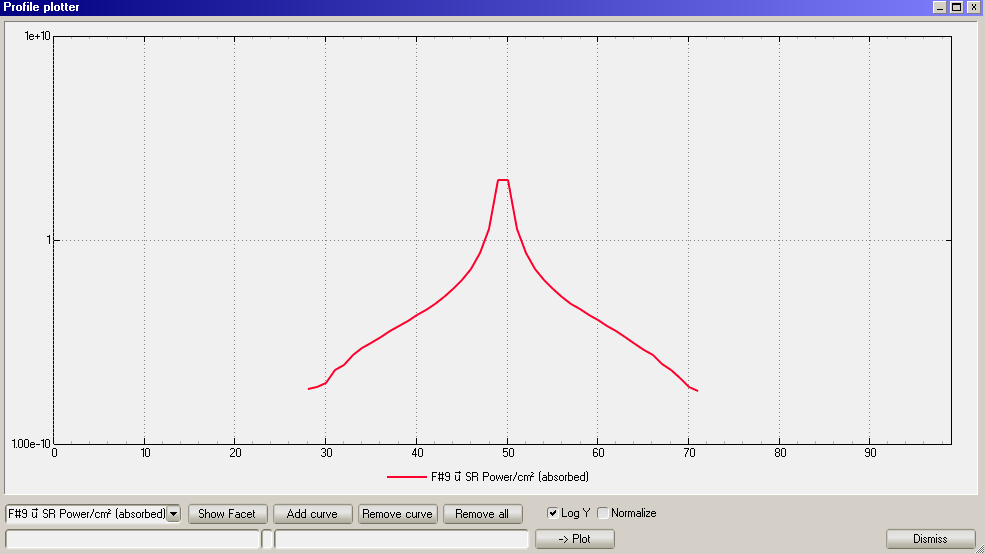 Profile plotter
1e+10
1
1.00e-10
0 10 20 30 40 50 60 70 80 90
F#9 u⃗ SR Power/cm² (absorbed)
F#9 u⃗ SR Power/cm² (absorbed) Show Facet Add curve Remove curve Remove all Log Y Normalize
-> Plot Dismiss